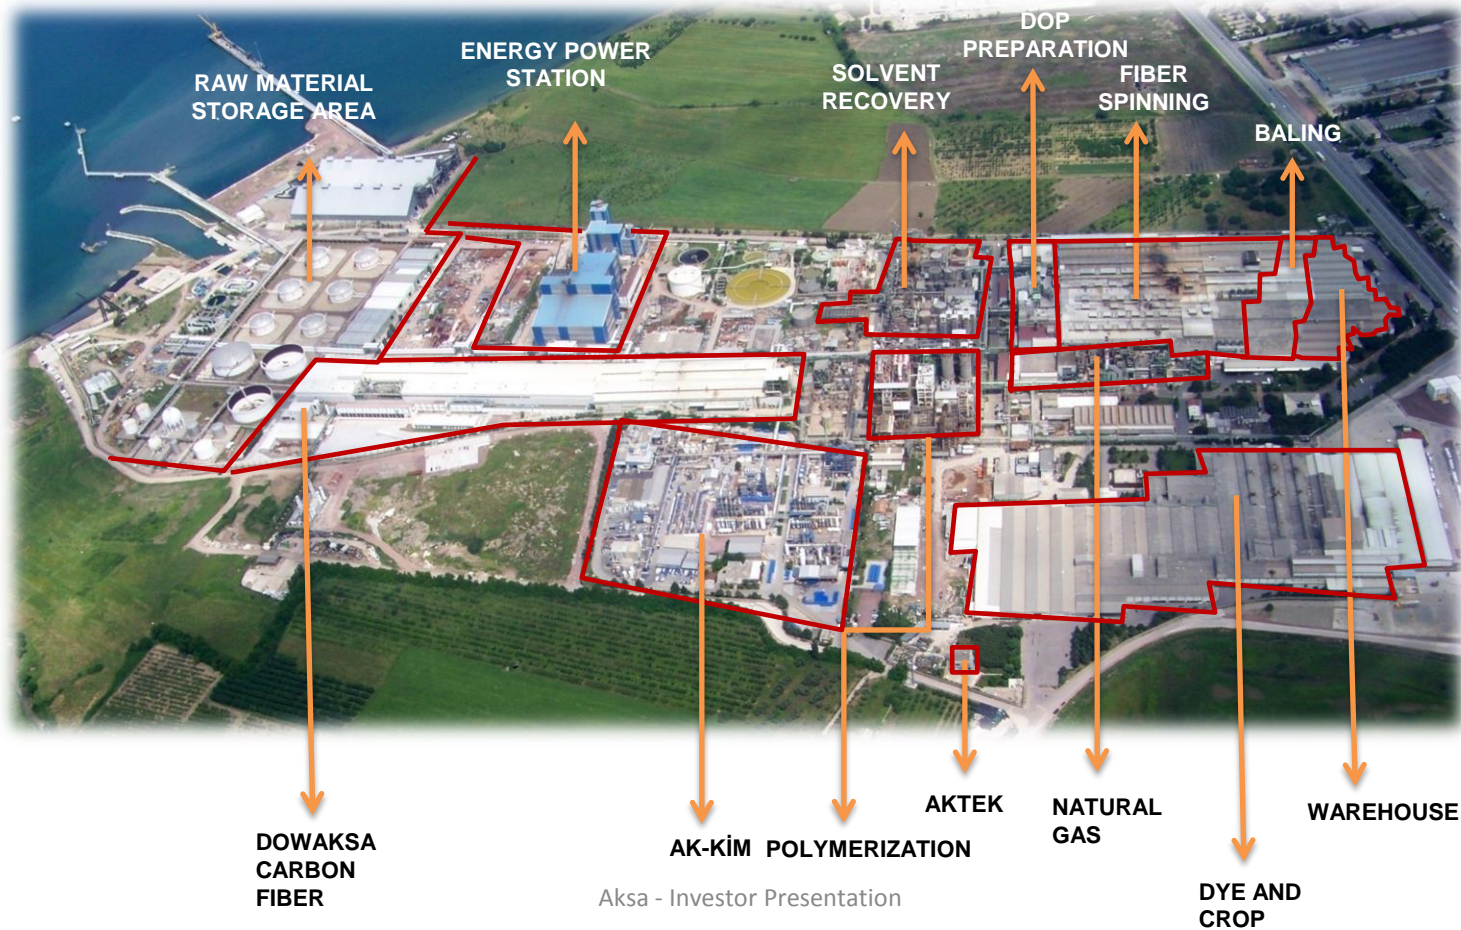 DOP
PREPARATION
ENERGY POWER
STATION
RAW MATERIAL
STORAGE AREA
SOLVENT
RECOVERY
FIBER
SPINNING
BALING
AKTEK
NATURAL
GAS
WAREHOUSE
DOWAKSA
CARBON
FIBER
AK-KİM
POLYMERIZATION
DYE AND
CROP
Aksa - Investor Presentation